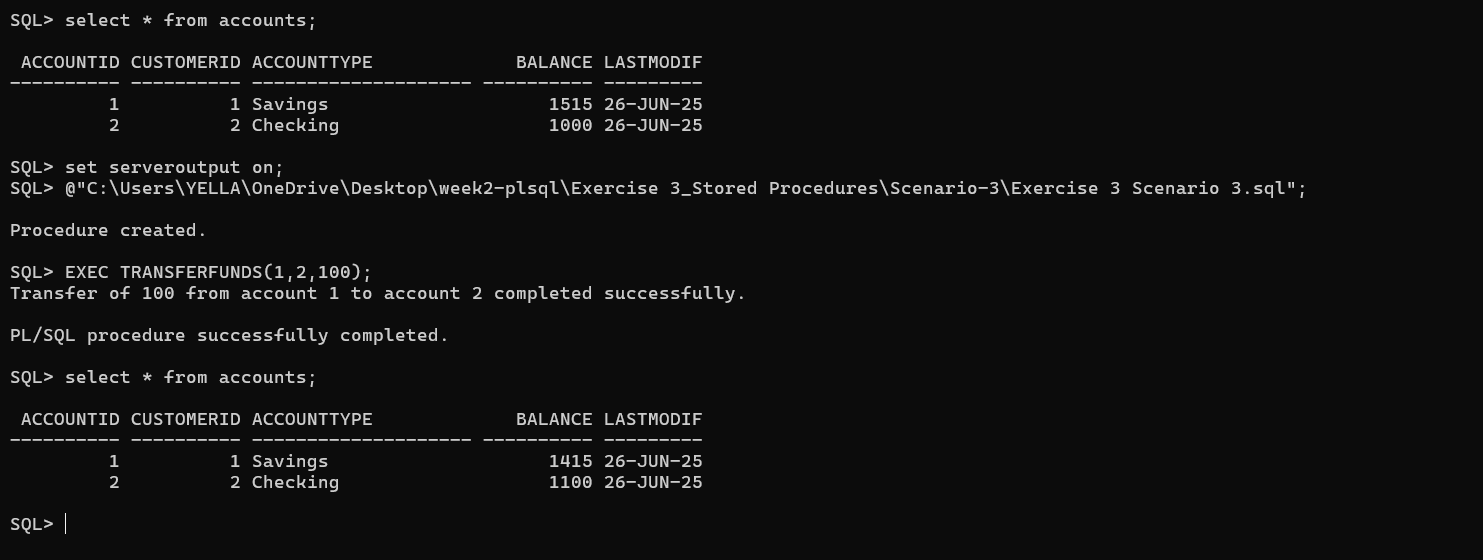 SQL> select * from accounts;
 ACCOUNTID CUSTOMERID ACCOUNTTYPE             BALANCE LASTMODIF
---------- ---------- -------------------- ---------- ---------
         1          1 Savings                    1515 26-JUN-25
         2          2 Checking                   1000 26-JUN-25
SQL> set serveroutput on;
SQL> @"C:\Users\YELLA\OneDrive\Desktop\week2-plsql\Exercise 3_Stored Procedures\Scenario-3\Exercise 3 Scenario 3.sql";
Procedure created.
SQL> EXEC TRANSFERFUNDS(1,2,100);
Transfer of 100 from account 1 to account 2 completed successfully.
PL/SQL procedure successfully completed.
SQL> select * from accounts;
 ACCOUNTID CUSTOMERID ACCOUNTTYPE             BALANCE LASTMODIF
---------- ---------- -------------------- ---------- ---------
         1          1 Savings                    1415 26-JUN-25
         2          2 Checking                   1100 26-JUN-25
SQL>